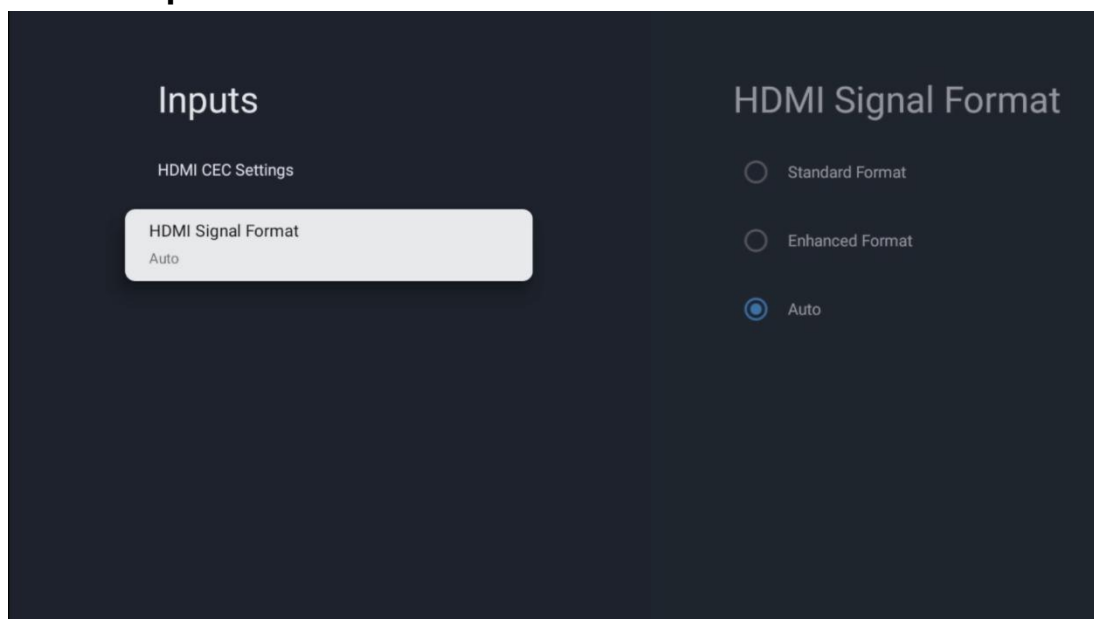 Inputs
HDMI CEC Settings
HDMI Signal Format
Auto
HDMI Signal Format
Standard Format
Enhanced Format
Auto